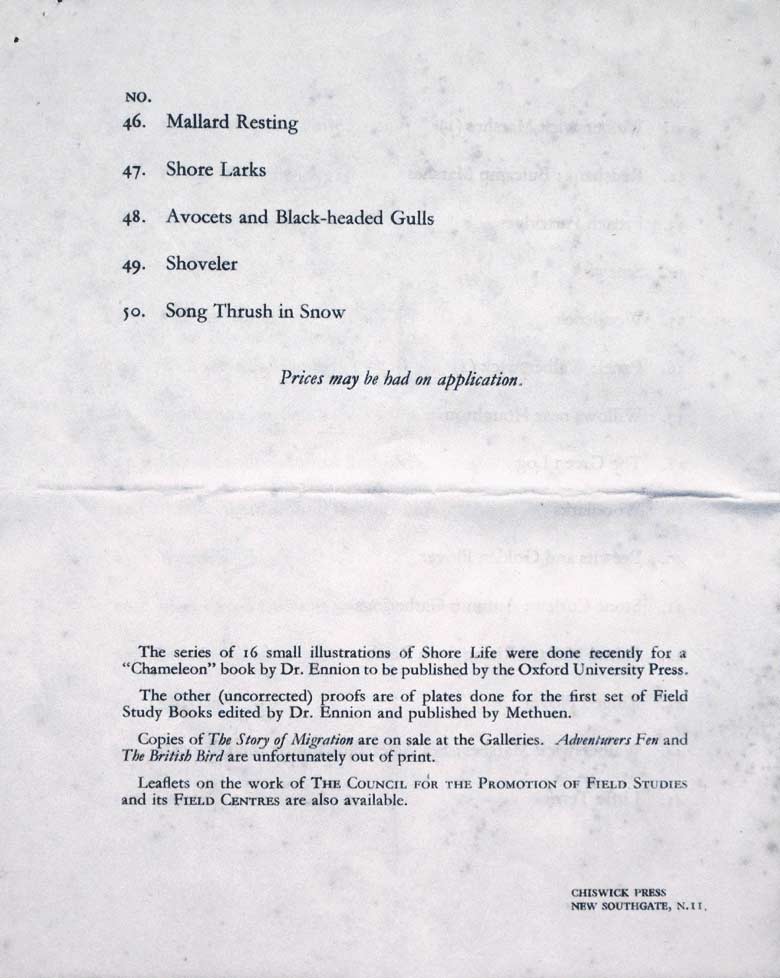 NO.
46. Mallard Resting
47. Shore Larks
48. Avocets and Black-headed Gulls
49. Shoveler
50. Song Thrush in Snow
Prices may be had on application.
The series of 16 small illustrations of Shore Life were done recently for a
“Chameleon” book by Dr. Ennion to be published by the Oxford University Press.
The other (uncorrected) proofs are of plates done for the first set of Field
Study Books edited by Dr. Ennion and published by Methuen.
Copies of The Story of Migration are on sale at the Galleries. Adventurers Fen and
The British Bird are unfortunately out of print.
Leaflets on the work of THE COUNCIL FOR THE PROMOTION OF FIELD STUDIES
and its FIELD CENTRES are also available.
CHISWICK PRESS
NEW SOUTHGATE, N.11.